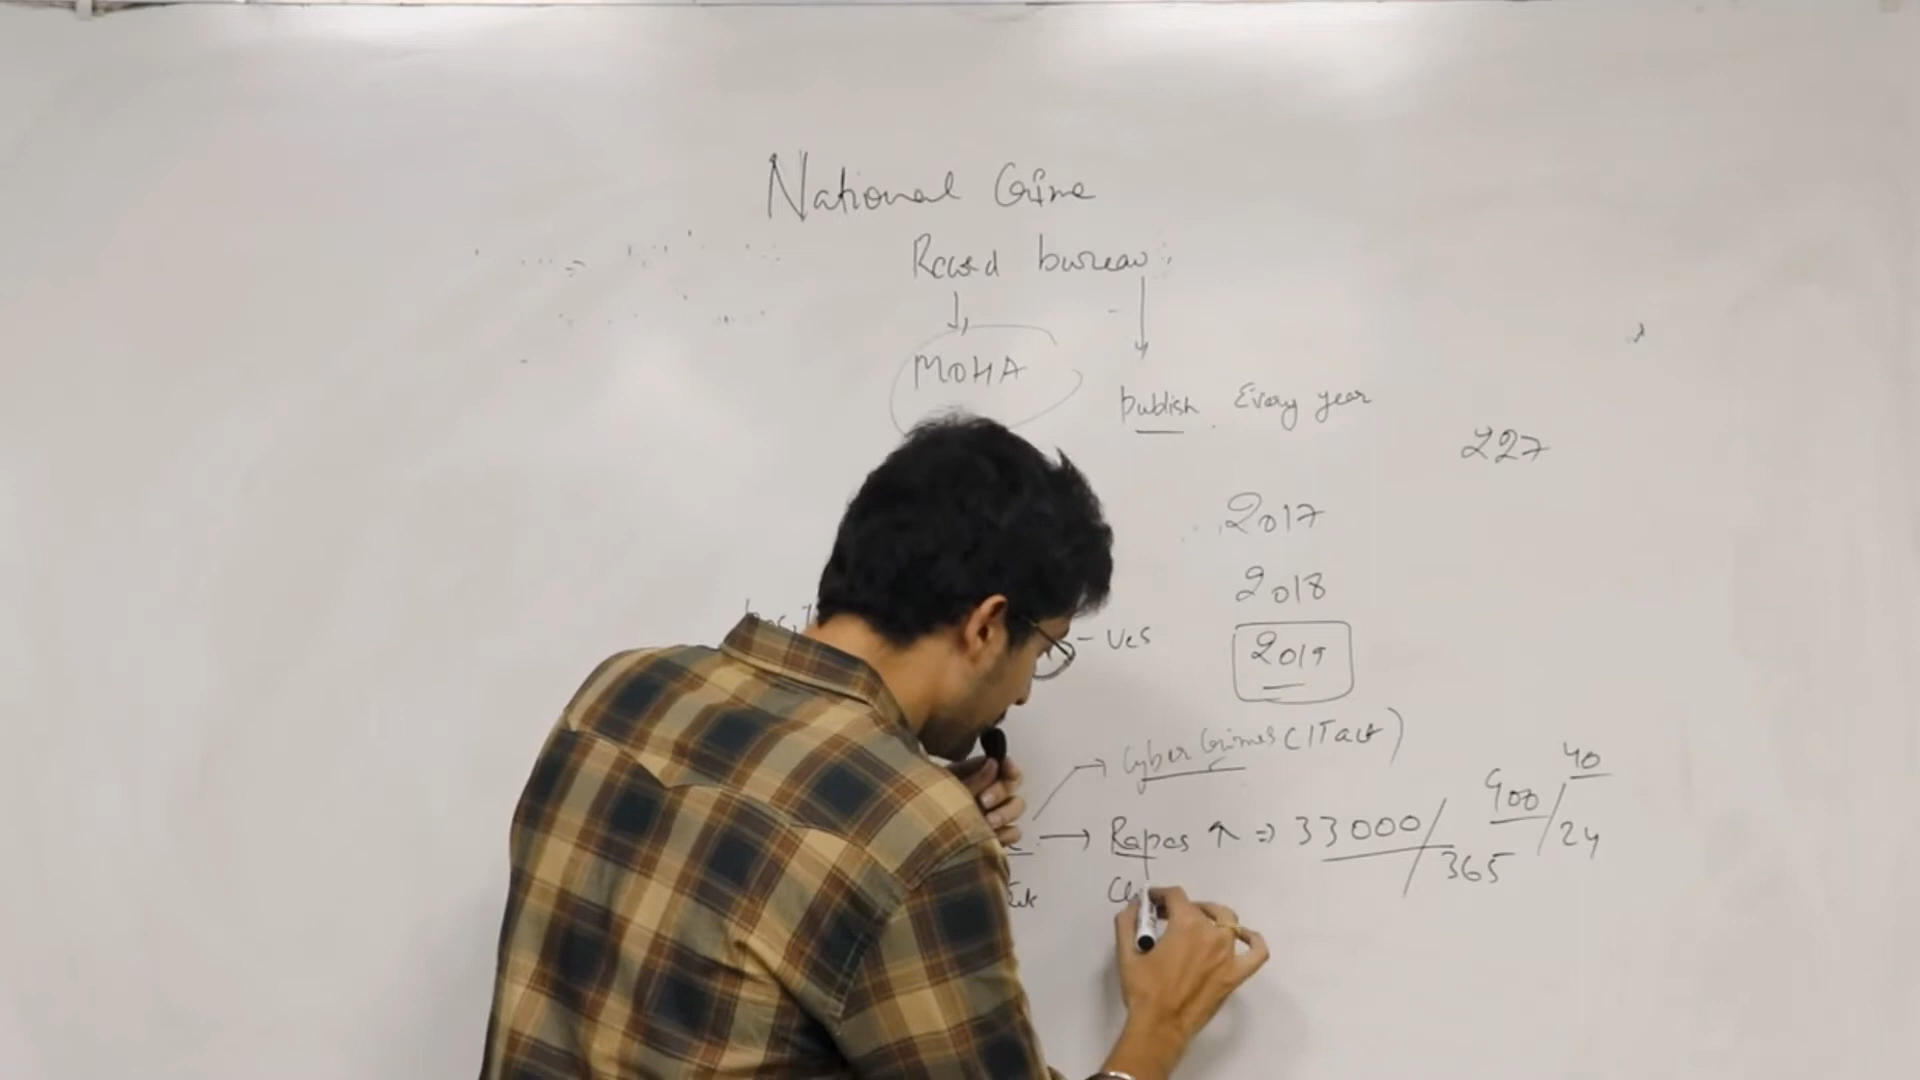 National Crime
Record bureau
↓
MOHA
publish Every year
227
2017
2018
2019
→ Cyber Crimes (IT act)
→ Rapes ↑ => 33000/365
900/24
40